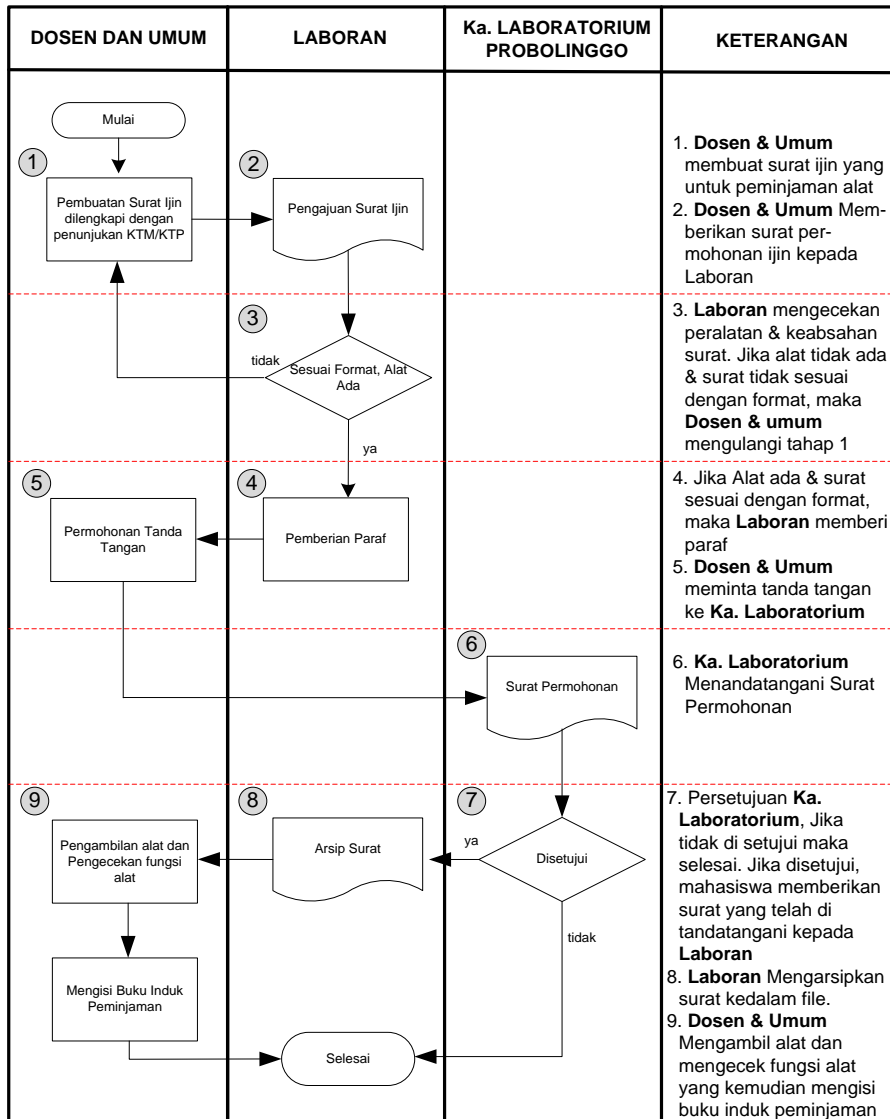 DOSEN DAN UMUM
LABORAN
Ka. LABORATORIUM
PROBOLINGGO
KETERANGAN
Mulai
1
Pembuatan Surat Ijin
dilengkapi dengan
penunjukan KTM/KTP
2
Pengajuan Surat Ijin
1. Dosen & Umum
membuat surat ijin yang
untuk peminjaman alat
2. Dosen & Umum Mem-
berikan surat per-
mohonan ijin kepada
Laboran
3
tidak
Sesuai Format, Alat
Ada
ya
3. Laboran mengecekan
peralatan & keabsahan
surat. Jika alat tidak ada
& surat tidak sesuai
dengan format, maka
Dosen & umum
mengulangi tahap 1
5
Permohonan Tanda
Tangan
4
Pemberian Paraf
4. Jika Alat ada & surat
sesuai dengan format,
maka Laboran memberi
paraf
5. Dosen & Umum
meminta tanda tangan
ke Ka. Laboratorium
6
Surat Permohonan
6. Ka. Laboratorium
Menandatangani Surat
Permohonan
9
Pengambilan alat dan
Pengecekan fungsi
alat
8
Arsip Surat
7
ya
Disetujui
tidak
Mengisi Buku Induk
Peminjaman
Selesai
7. Persetujuan Ka.
Laboratorium, Jika
tidak di setujui maka
selesai. Jika disetujui,
mahasiswa memberikan
surat yang telah di
tandatangani kepada
Laboran
8. Laboran Mengarsipkan
surat kedalam file.
9. Dosen & Umum
Mengambil alat dan
mengecek fungsi alat
yang kemudian mengisi
buku induk peminjaman